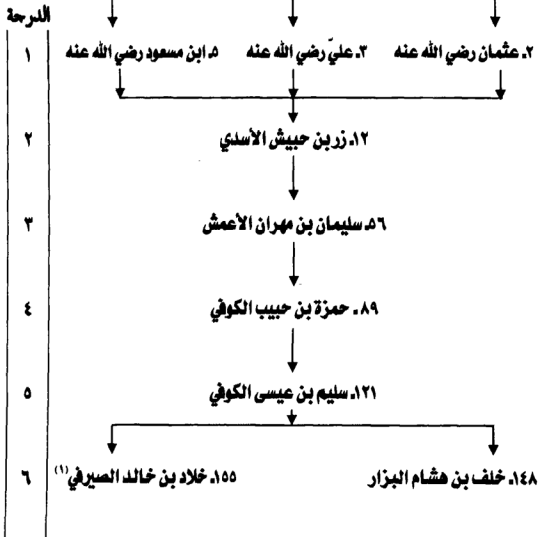 الدرجة
٢. عثمان رضي الله عنه ٣. عليّ رضي الله عنه ٥. ابن مسعود رضي الله عنه ١
١٢. زر بن حبيش الأسدي ٢
٥٦. سليمان بن مهران الأعمش ٣
٨٩. حمزة بن حبيب الكوفي ٤
١٢١. سليم بن عيسى الكوفي ٥
١٤٨. خلف بن هشام البزار ١٥٥. خلاد بن خالد الصيرفي (١) ٦